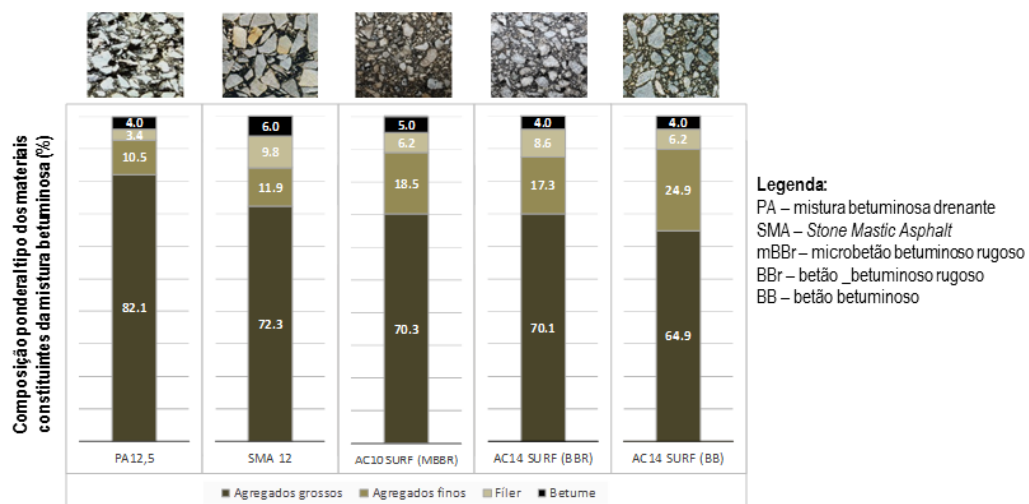 Composição ponderal tipo dos materiais
constituintes da mistura betuminosa (%)
4.0
3.4
10.5
82.1
PA12,5
6.0
9.8
11.9
72.3
SMA 12
5.0
6.2
18.5
70.3
AC10 SURF (MBBR)
4.0
8.6
17.3
70.1
AC14 SURF (BBR)
4.0
6.2
24.9
64.9
AC14 SURF (BB)
Agregados grossos Agregados finos Fíler Betume
Legenda:
PA – mistura betuminosa drenante
SMA – Stone Mastic Asphalt
mBBr – microbetão betuminoso rugoso
BBr – betão _betuminoso rugoso
BB – betão betuminoso